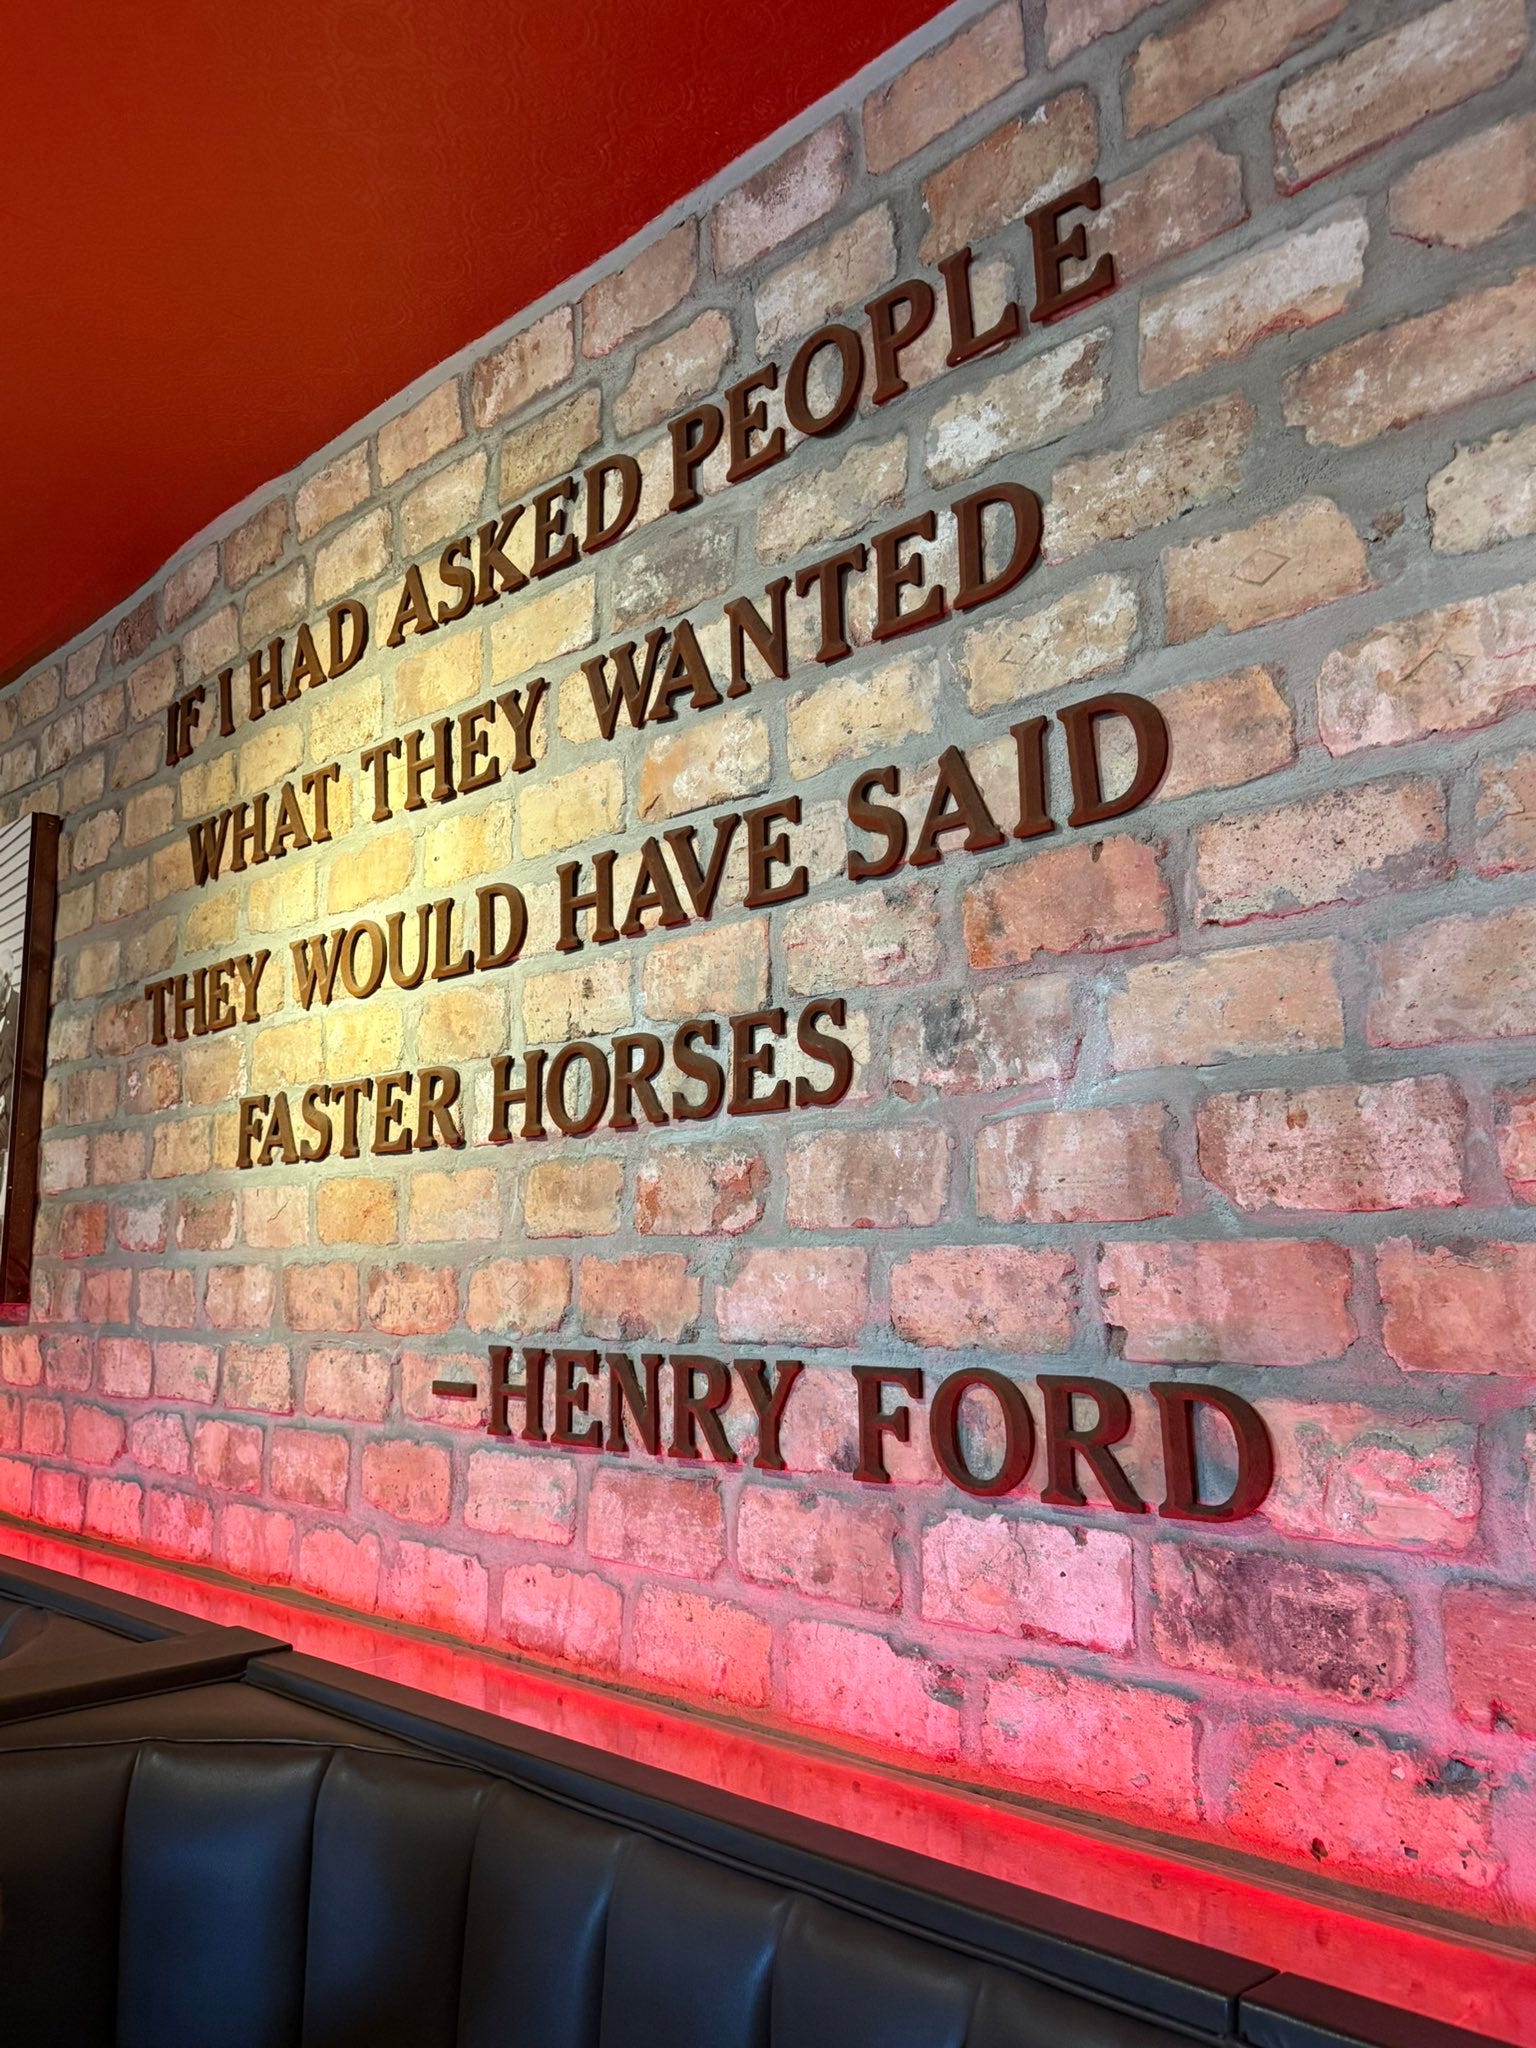 IF I HAD ASKED PEOPLE
WHAT THEY WANTED
THEY WOULD HAVE SAID
FASTER HORSES
-HENRY FORD